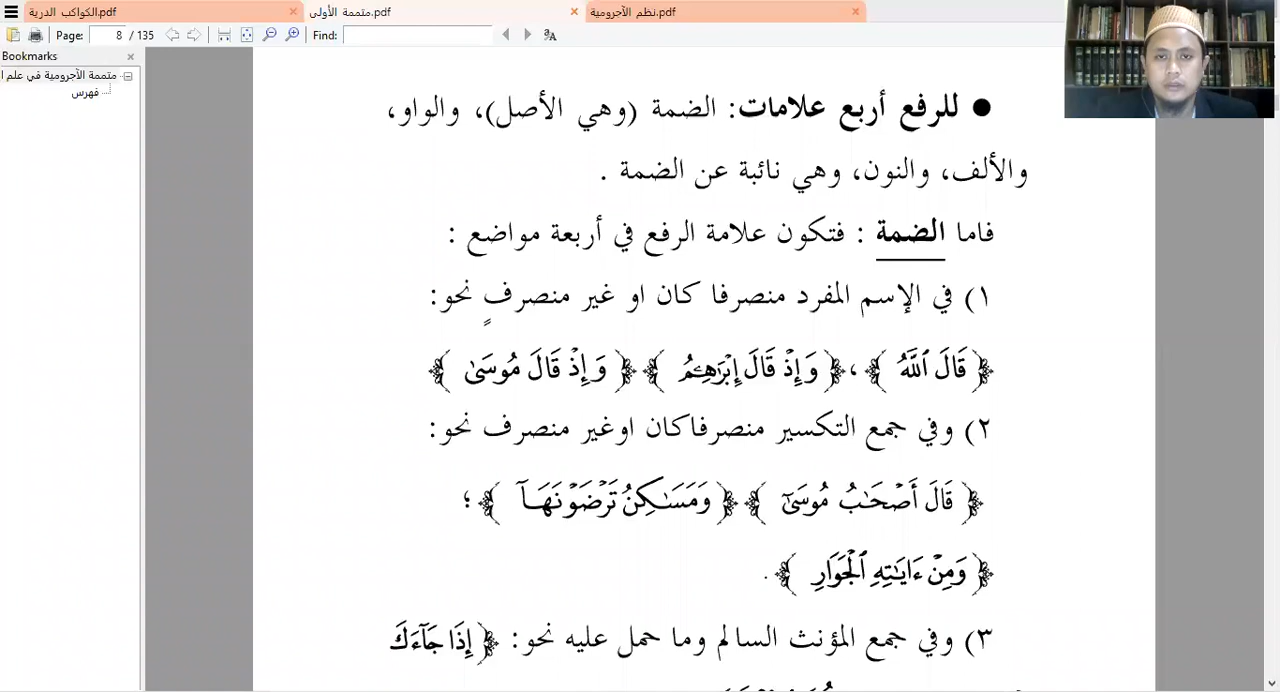 الكواكب الدرية.pdf
متممة الأولى.pdf
نظم الآجرومية.pdf
Page: 8 / 135 Find:
Bookmarks
متممة الآجرومية في علم ا
فهرس
● للرفع أربع علامات: الضمة (وهي الأصل)، والواو،
والألف، والنون، وهي نائبة عن الضمة .
فاما الضمة : فتكون علامة الرفع في أربعة مواضع :
١) في الإسم المفرد منصرفا كان او غير منصرفٍ نحو:
﴿ قَالَ ٱللَّهُ ﴾، ﴿ وَإِذۡ قَالَ إِبۡرَٰهِـۧمُ ﴾ ﴿ وَإِذۡ قَالَ مُوسَىٰ ﴾
٢) وفي جمع التكسير منصرفاكان اوغير منصرف نحو:
﴿ قَالَ أَصۡحَٰبُ مُوسَىٰٓ ﴾ ﴿ وَمَسَٰكِنُ تَرۡضَوۡنَهَآ ﴾ ؛
﴿ وَمِنۡ ءَايَٰتِهِ ٱلۡجَوَارِ ﴾ .
٣) وفي جمع المؤنث السالم وما حمل عليه نحو: ﴿ إِذَا جَآءَكَ